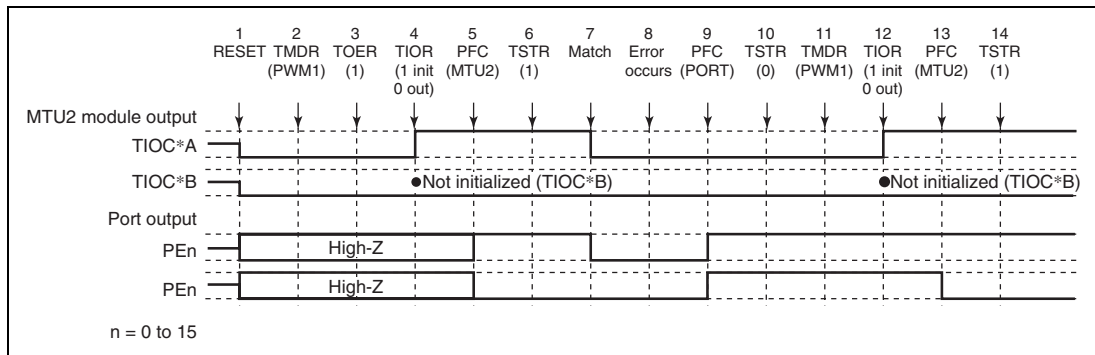 1 2 3 4 5 6 7 8 9 10 11 12 13 14
RESET TMDR TOER TIOR PFC TSTR Match Error PFC TSTR TMDR TIOR PFC TSTR
(PWM1) (1) (1 init (MTU2) (1) occurs (PORT) (0) (PWM1) (1 init (MTU2) (1)
0 out) 0 out)
MTU2 module output
TIOC*A
TIOC*B ●Not initialized (TIOC*B) ●Not initialized (TIOC*B)
Port output
PEn High-Z
PEn High-Z
n = 0 to 15